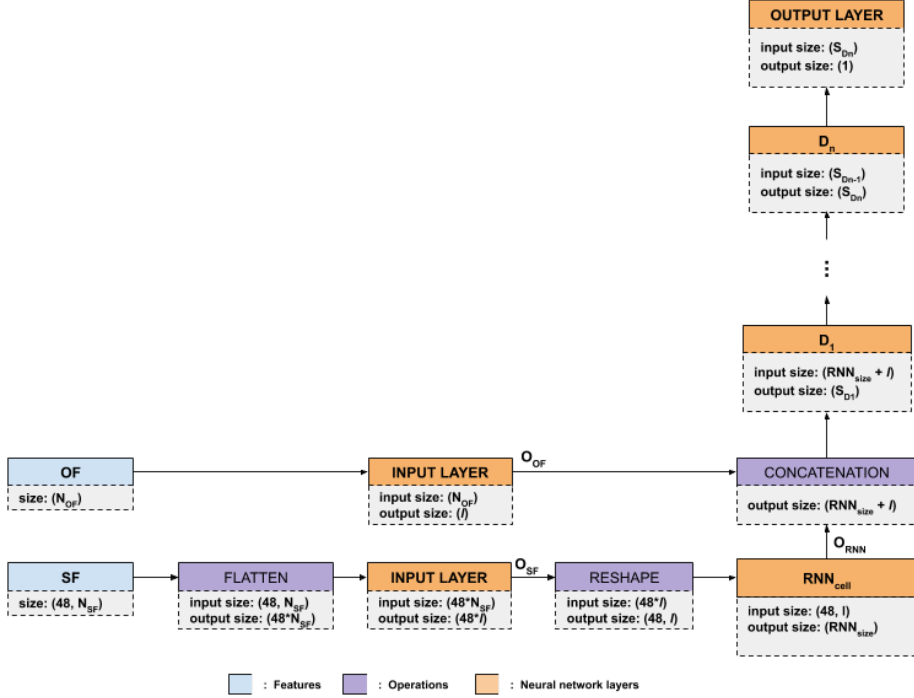 OUTPUT LAYER
input size: (S_Dn)
output size: (1)
D_n
input size: (S_Dn-1)
output size: (S_Dn)
...
D_1
input size: (RNN_size + l)
output size: (S_D1)
OF
size: (N_OF)
INPUT LAYER
input size: (N_OF)
output size: (l)
O_OF
CONCATENATION
output size: (RNN_size + l)
O_RNN
SF
size: (48, N_SF)
FLATTEN
input size: (48, N_SF)
output size: (48*N_SF)
INPUT LAYER
input size: (48*N_SF)
output size: (48*l)
O_SF
RESHAPE
input size: (48*l)
output size: (48, l)
RNN_cell
input size: (48, l)
output size: (RNN_size)
: Features
: Operations
: Neural network layers